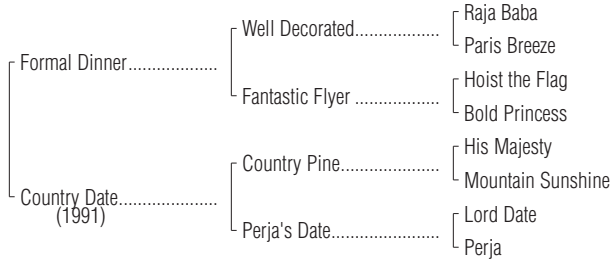 Raja Baba
Well Decorated...................
Paris Breeze
Formal Dinner...................
Hoist the Flag
Fantastic Flyer ...................
Bold Princess
His Majesty
Country Pine......................
Mountain Sunshine
Country Date.....................
(1991)
Lord Date
Perja's Date........................
Perja